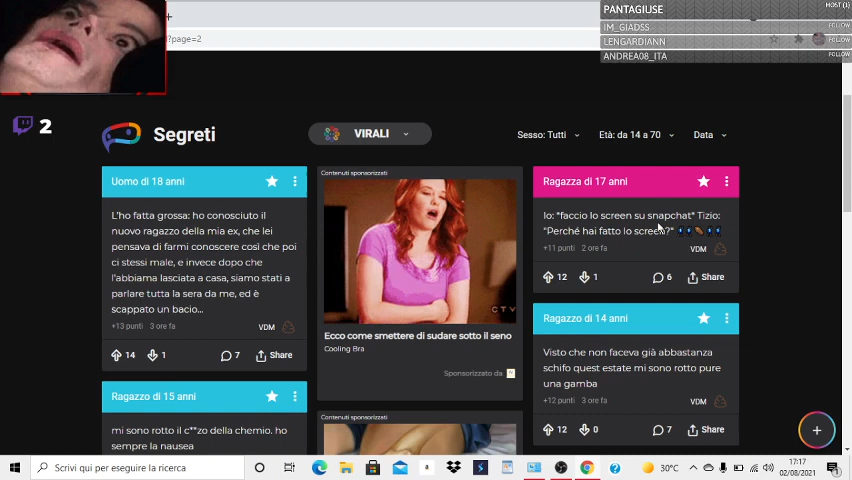 PANTAGIUSE
HOST (1)
IM_GIADSS
FOLLOW
LENGARDIANN
FOLLOW
ANDREA08_ITA
FOLLOW
?page=2
2
Segreti
VIRALI
Sesso: Tutti
Età: da 14 a 70
Data
Uomo di 18 anni
L'ho fatta grossa: ho conosciuto il
nuovo ragazzo della mia ex, che lei
pensava di farmi conoscere così che poi
ci stessi male, e invece dopo che
l'abbiamo lasciata a casa, siamo stati a
parlare tutta la sera da me, ed è
scappato un bacio...
+13 punti 3 ore fa
VDM
14
1
7
Share
Ragazzo di 15 anni
mi sono rotto il c**zo della chemio. ho
sempre la nausea
Contenuti sponsorizzati
CTV
Ecco come smettere di sudare sotto il seno
Cooling Bra
Sponsorizzato da
Contenuti sponsorizzati
Ragazza di 17 anni
Io: *faccio lo screen su snapchat* Tizio:
"Perché hai fatto lo screen?"
+11 punti 2 ore fa
VDM
12
1
6
Share
Ragazzo di 14 anni
Visto che non faceva già abbastanza
schifo quest estate mi sono rotto pure
una gamba
+12 punti 3 ore fa
VDM
12
0
7
Share
+
Scrivi qui per eseguire la ricerca
30°C
17:17
02/08/2021